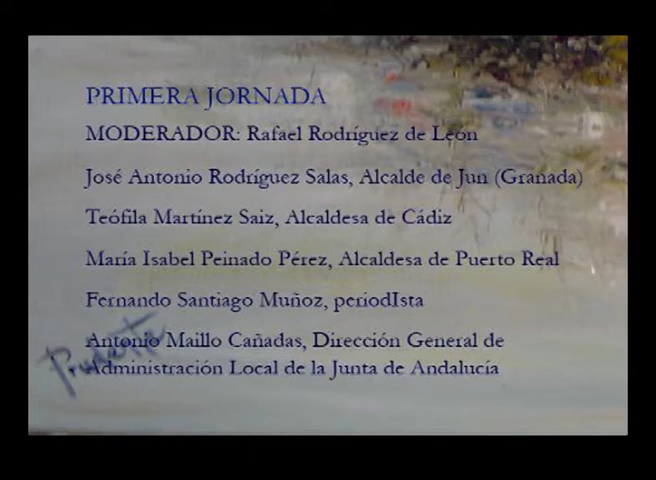 PRIMERA JORNADA
MODERADOR: Rafael Rodríguez de León
José Antonio Rodríguez Salas, Alcalde de Jun (Granada)
Teófila Martínez Saiz, Alcaldesa de Cádiz
María Isabel Peinado Pérez, Alcaldesa de Puerto Real
Fernando Santiago Muñoz, periodIsta
Antonio Maillo Cañadas, Dirección General de
Administración Local de la Junta de Andalucía